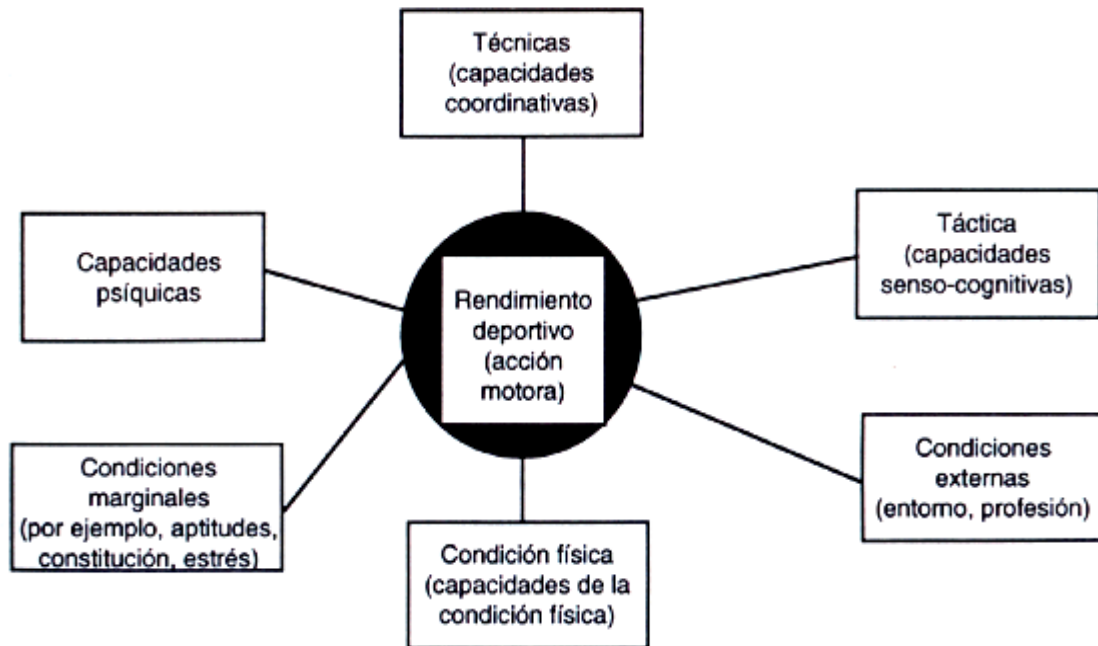 Técnicas
(capacidades
coordinativas)
Capacidades
psíquicas
Táctica
(capacidades
senso-cognitivas)
Rendimiento
deportivo
(acción
motora)
Condiciones
marginales
(por ejemplo, aptitudes,
constitución, estrés)
Condiciones
externas
(entorno, profesión)
Condición física
(capacidades de la
condición física)